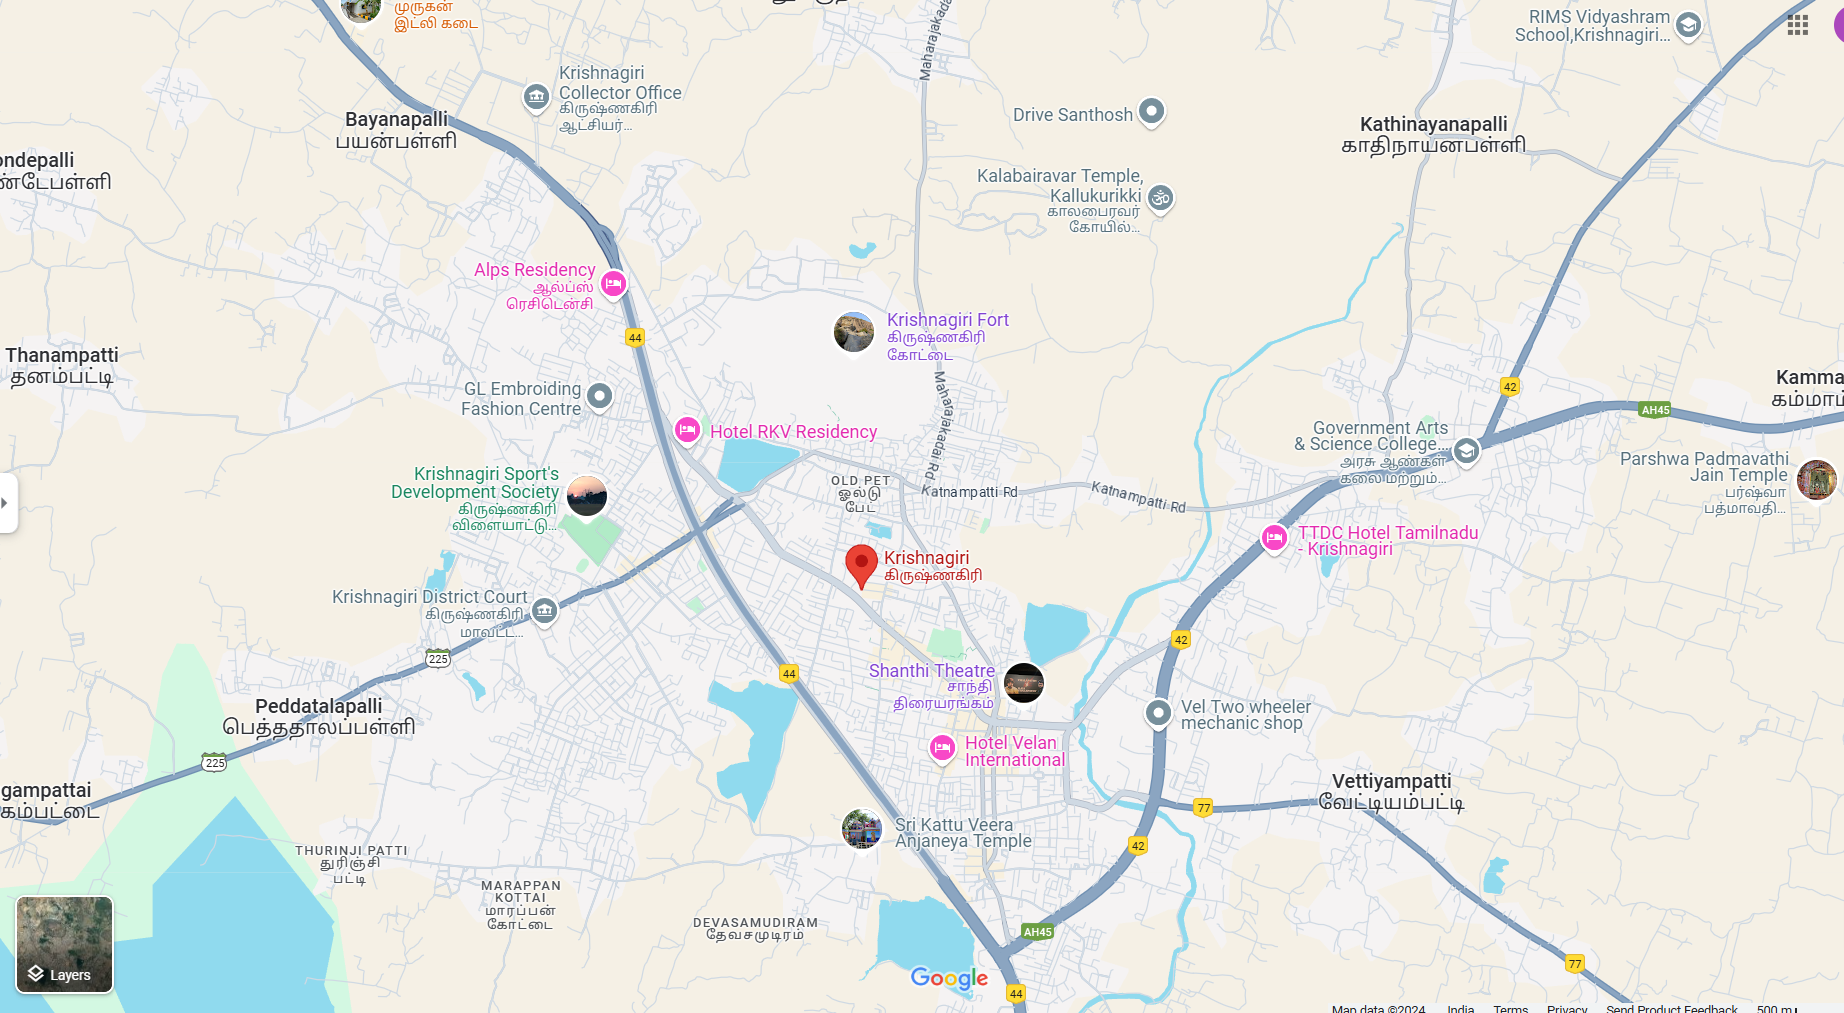 முருகன்
இட்லி கடை
RIMS Vidyashram
School,Krishnagiri...
Krishnagiri
Collector Office
கிருஷ்ணகிரி
ஆட்சியர்...
Maharajakada
Drive Santhosh
Bayanapalli
பயன்பள்ளி
Kathinayanapalli
காதிநாயனபள்ளி
ondepalli
ண்டேபள்ளி
Kalabairavar Temple,
Kallukurikki
காலபைரவர்
கோயில்...
Alps Residency
ஆல்ப்ஸ்
ரெசிடென்சி
44
Krishnagiri Fort
கிருஷ்ணகிரி
கோட்டை
Thanampatti
தனம்பட்டி
GL Embroiding
Fashion Centre
Maharajakadai Rd
42
Kamma
கம்மாம்
AH45
Hotel RKV Residency
Government Arts
& Science College...
அரசு ஆண்கள்
கலை மற்றும்...
Parshwa Padmavathi
Jain Temple
பர்ஷ்வா
பத்மாவதி...
Krishnagiri Sport's
Development Society
கிருஷ்ணகிரி
விளையாட்டு...
OLD PET
ஓல்டு
பேட்
Katnampatti Rd
Katnampatti Rd
TTDC Hotel Tamilnadu
- Krishnagiri
Krishnagiri
கிருஷ்ணகிரி
Krishnagiri District Court
கிருஷ்ணகிரி
மாவட்ட...
225
42
44
Shanthi Theatre
சாந்தி
திரையரங்கம்
Peddatalapalli
பெத்ததாலப்பள்ளி
Vel Two wheeler
mechanic shop
225
Hotel Velan
International
Vettiyampatti
வேட்டியம்பட்டி
gampattai
கம்பட்டை
77
Sri Kattu Veera
Anjaneya Temple
42
THURINJI PATTI
துரிஞ்சி
பட்டி
MARAPPAN
KOTTAI
மாரப்பன்
கோட்டை
DEVASAMUDIRAM
தேவசமுடிரம்
AH45
77
Layers
Google
44
Map data ©2024 India Terms Privacy Send Product Feedback 500 m